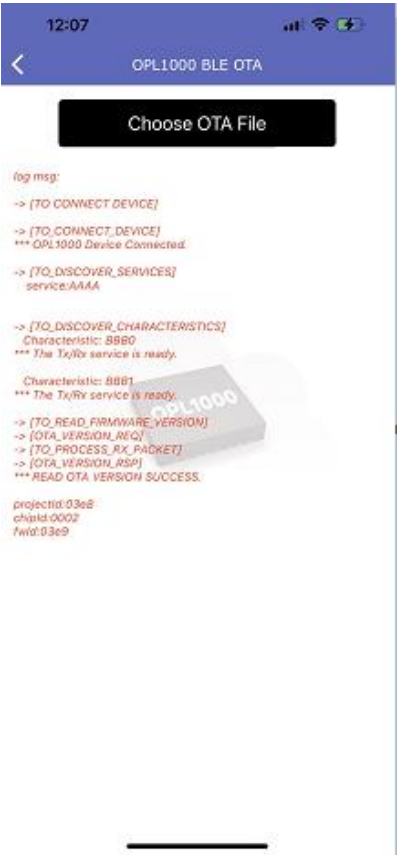 12:07
OPL1000 BLE OTA
Choose OTA File
log msg:
-> [TO CONNECT DEVICE]
-> [TO_CONNECT_DEVICE]
*** OPL1000 Device Connected.
-> [TO_DISCOVER_SERVICES]
service:AAAA
-> [TO_DISCOVER_CHARACTERISTICS]
Characteristic: BBB0
*** The Tx/Rx service is ready.
Characteristic: BBB1
*** The Tx/Rx service is ready.
OPL1000
-> [TO_READ_FIRMWARE_VERSION]
-> [OTA_VERSION_REQ]
-> [TO_PROCESS_RX_PACKET]
-> [OTA_VERSION_RSP]
*** READ OTA VERSION SUCCESS.
projectId:03e8
chipId:0002
fwId:03e9